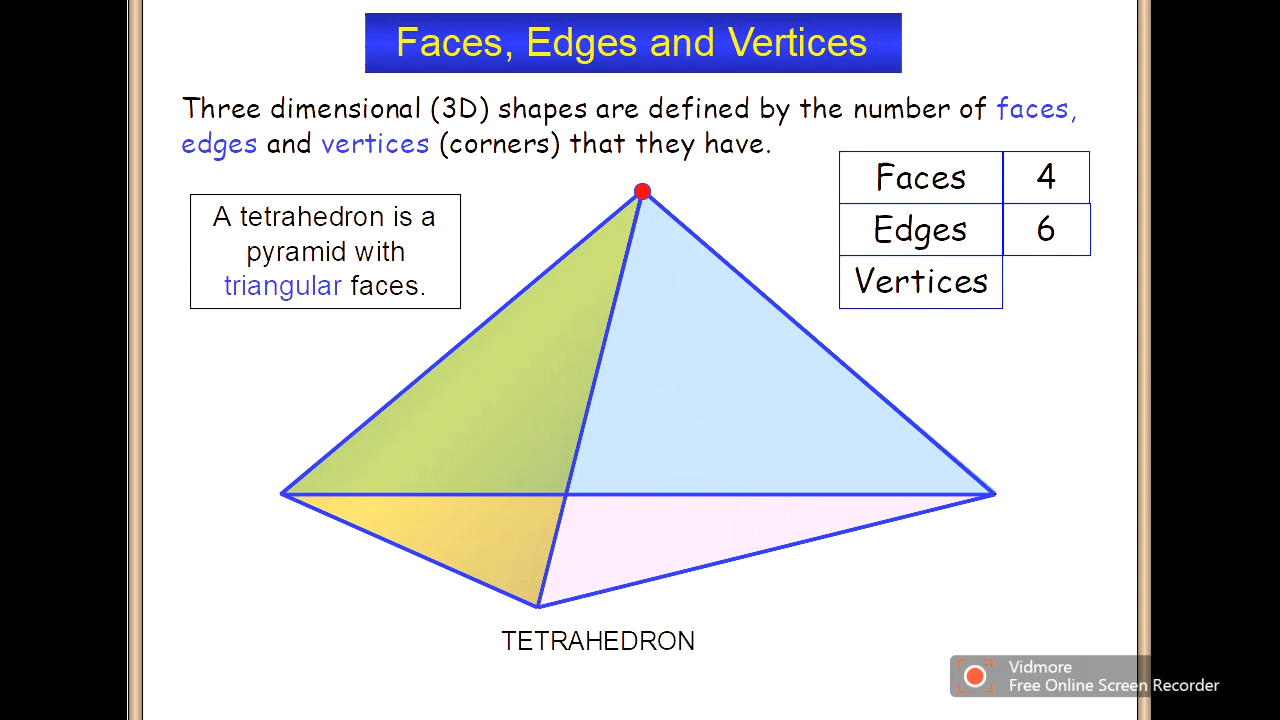 Faces, Edges and Vertices
Three dimensional (3D) shapes are defined by the number of faces,
edges and vertices (corners) that they have.
A tetrahedron is a
pyramid with
triangular faces.
Faces 4
Edges 6
Vertices
TETRAHEDRON
Vidmore
Free Online Screen Recorder